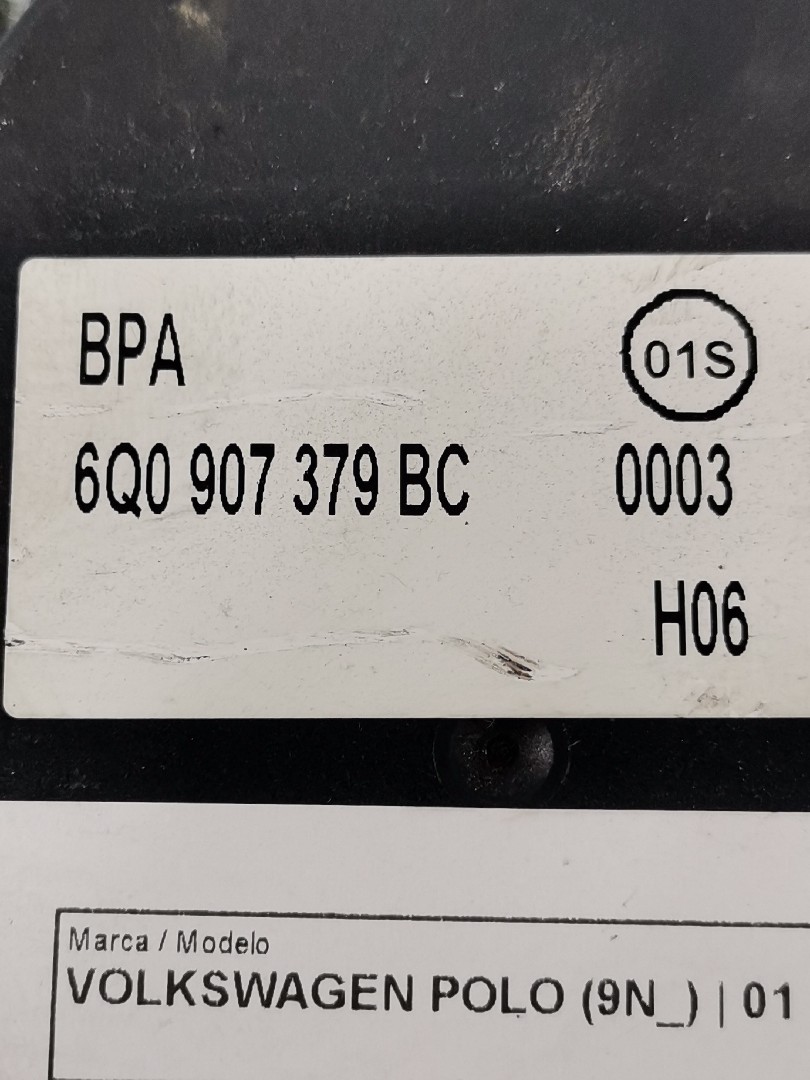 BPA 01S
6Q0 907 379 BC 0003
H06
Marca / Modelo
VOLKSWAGEN POLO (9N_) | 01